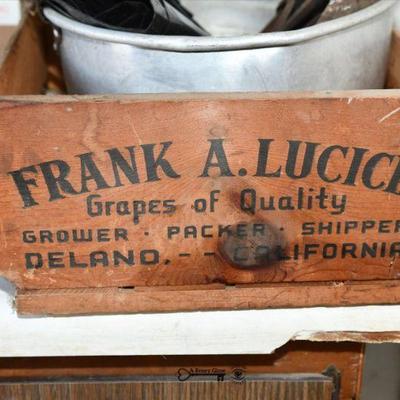 FRANK A. LUCICH
Grapes of Quality
GROWER · PACKER · SHIPPER
DELANO, - - CALIFORNIA